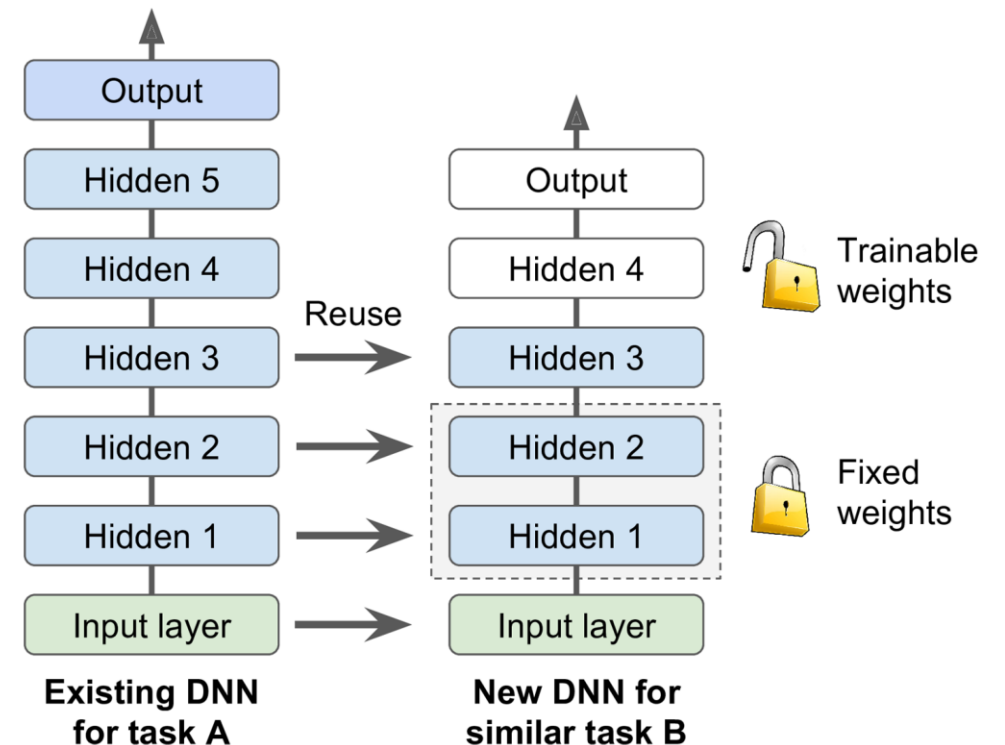 Output
Hidden 5
Hidden 4
Hidden 3
Hidden 2
Hidden 1
Input layer
Existing DNN
for task A
Reuse
Output
Hidden 4
Hidden 3
Hidden 2
Hidden 1
Input layer
New DNN for
similar task B
Trainable
weights
Fixed
weights